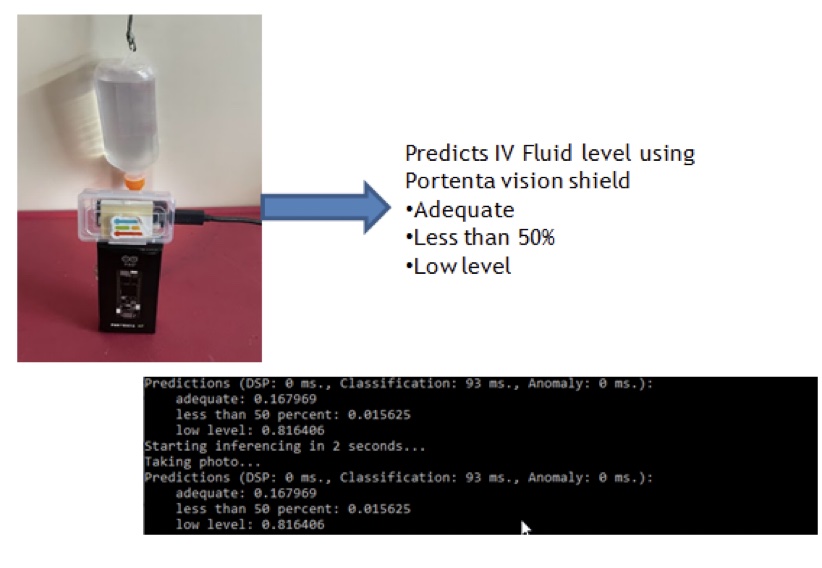 Predicts IV Fluid level using
Portenta vision shield
•Adequate
•Less than 50%
•Low level
PORTENTA H7
Predictions (DSP: 0 ms., Classification: 93 ms., Anomaly: 0 ms.):
adequate: 0.167969
less than 50 percent: 0.015625
low level: 0.816406
Starting inferencing in 2 seconds...
Taking photo...
Predictions (DSP: 0 ms., Classification: 93 ms., Anomaly: 0 ms.):
adequate: 0.167969
less than 50 percent: 0.015625
low level: 0.816406